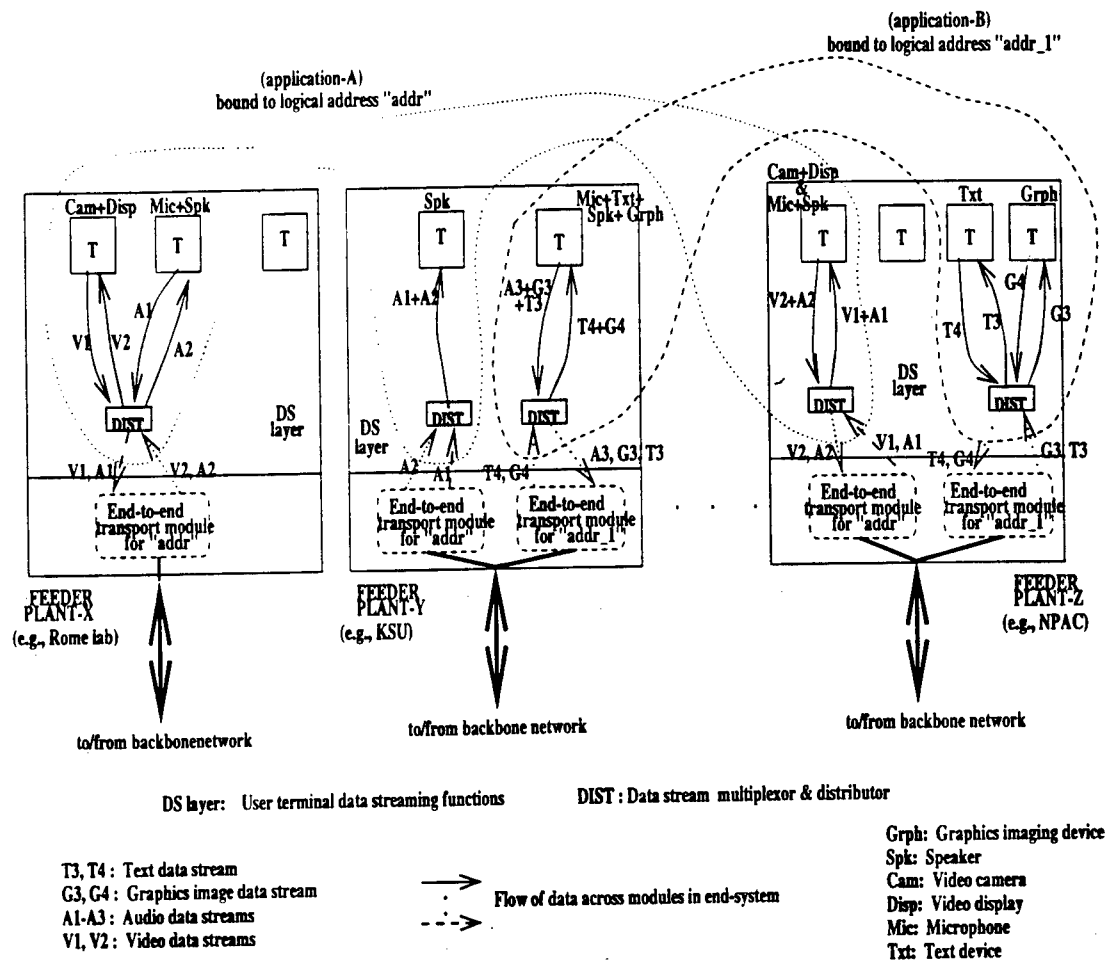 (application-B)
bound to logical address "addr_1"
(application-A)
bound to logical address "addr"
Cam+Disp
Mic+Spk
T
T
T
A1
V1
V2
A2
DIST
DS
layer
V1, A1
V2, A2
End-to-end
transport module
for "addr"
FEEDER
PLANT-X
(e.g., Rome lab)
to/from backbonenetwork
Spk
Mic+Txt+
Spk+ Grph
T
T
A1+A2
A3+G3
+T3
T4+G4
DIST
DIST
DS
layer
A2
A1
T4, G4
A3, G3, T3
End-to-end
transport module
for "addr"
End-to-end
transport module
for "addr_1"
FEEDER
PLANT-Y
(e.g., KSU)
to/from backbone network
. . .
Cam+Disp
&
Mic+Spk
Txt
Grph
T
T
T
T
V2+A2
V1+A1
T4
T3
G4
G3
DIST
DS
layer
DIST
V2, A2
V1, A1
T4, G4
G3, T3
End-to-end
transport module
for "addr"
End-to-end
transport module
for "addr_1"
FEEDER
PLANT-Z
(e.g., NPAC)
to/from backbone network
DS layer: User terminal data streaming functions
DIST : Data stream multiplexor & distributor
T3, T4 : Text data stream
G3, G4 : Graphics image data stream
A1-A3 : Audio data streams
V1, V2 : Video data streams
Flow of data across modules in end-system
Grph: Graphics imaging device
Spk: Speaker
Cam: Video camera
Disp: Video display
Mic: Microphone
Txt: Text device